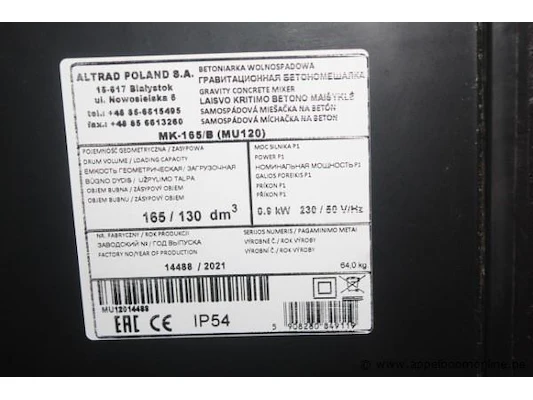 ALTRAD POLAND S.A.
15-517 Białystok
ul. Nowosielska 6
tel.: +48 85-6615495
fax.: +48 85 6613260
BETONIARKA WOLNOSPADOWA
ГРАВИТАЦИОННАЯ БЕТОНОМЕШАЛКА
GRAVITY CONCRETE MIXER
LAISVO KRITIMO BETONO MAIŠYKLĖ
SAMOSPÁDOVÁ MIEŠAČKA NA BETÓN
SAMOSPÁDOVÁ MÍCHAČKA NA BETON
MK-165/B (MU120)
POJEMNOŚĆ GEOMETRYCZNA / ZASYPOWA
DRUM VOLUME / LOADING CAPACITY
ЕМКОСТЬ ГЕОМЕТРИЧЕСКАЯ / ЗАГРУЗОЧНАЯ
BŪGNO DYDIS / UŽPYLIMO TALPA
OBJEM BUBNA / ZÁSYPOVÝ OBJEM
OBJEM BUBNU / ZÁSYPOVÝ OBJEM
165 / 130 dm³
MOC SILNIKA P1
POWER P1
НОМИНАЛЬНАЯ МОЩНОСТЬ P1
GALIOS POREIKIS P1
PRÍKON P1
PŘÍKON P1
0.9 kW 230 / 50 V/Hz
NR. FABRYCZNY / ROK PRODUKCJI
ЗАВОДСКИЙ № / ГОД ВЫПУСКА
FACTORY NO/YEAR OF PRODUCTION
SERIJOS NUMERIS / PAGAMINIMO METAI
VÝROBNÉ Č./ ROK VÝROBY
VÝROBNÍ Č./ ROK VÝROBY
14488 / 2021
64,0 kg
MU12014488
EAC CE IP54
5 908280 849119
© www.appeboomonline.be